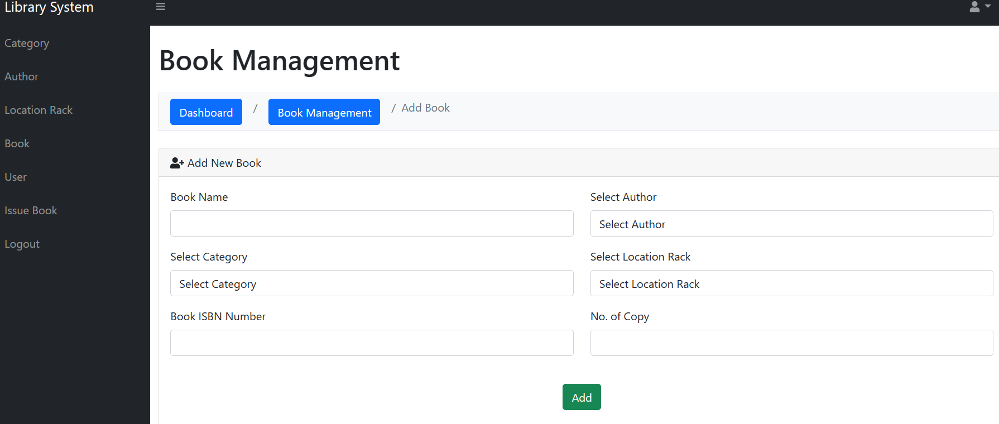 Library System
Category
Author
Location Rack
Book
User
Issue Book
Logout
Book Management
Dashboard / Book Management / Add Book
Add New Book
Book Name
Select Author
Select Author
Select Category
Select Location Rack
Select Category
Select Location Rack
Book ISBN Number
No. of Copy
Add